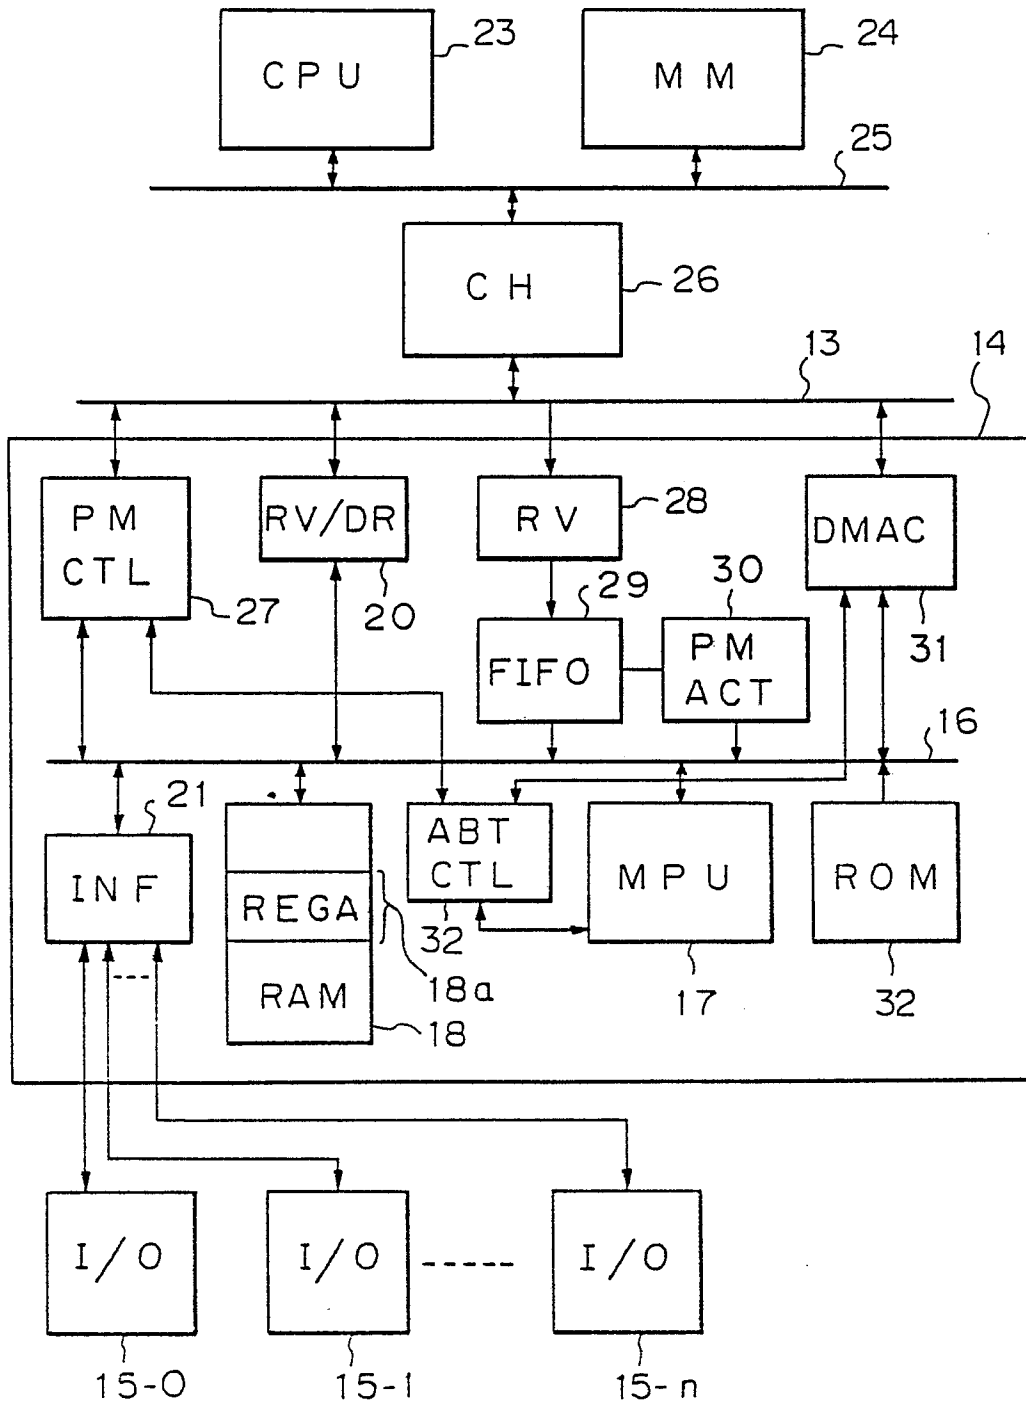 CPU
23
MM
24
25
CH
26
13
14
PM
CTL
27
RV/DR
20
RV
28
FIFO
29
PM
ACT
30
DMAC
31
16
INF
21
REGA
RAM
18a
18
ABT
CTL
32
MPU
17
ROM
32
I/O
I/O
I/O
15-0
15-1
15-n